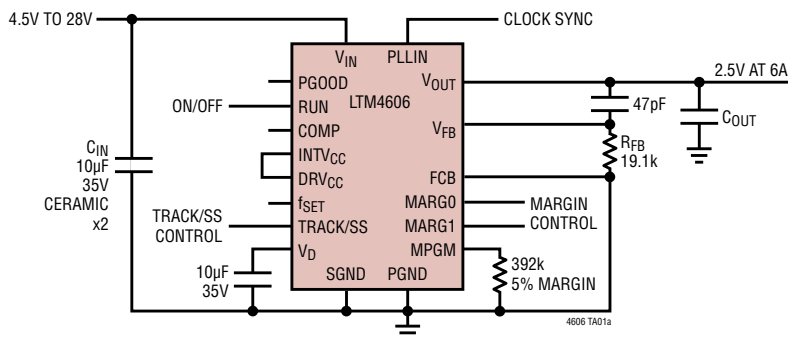 4.5V TO 28V
CLOCK SYNC
VIN
PLLIN
PGOOD
VOUT
2.5V AT 6A
ON/OFF
RUN
LTM4606
47pF
COUT
COMP
VFB
CIN
10µF
35V
CERAMIC
x2
INTVCC
RFB
19.1k
DRVCC
FCB
fSET
MARG0
MARGIN
CONTROL
TRACK/SS
CONTROL
TRACK/SS
MARG1
VD
MPGM
10µF
35V
392k
5% MARGIN
SGND
PGND
4606 TA01a